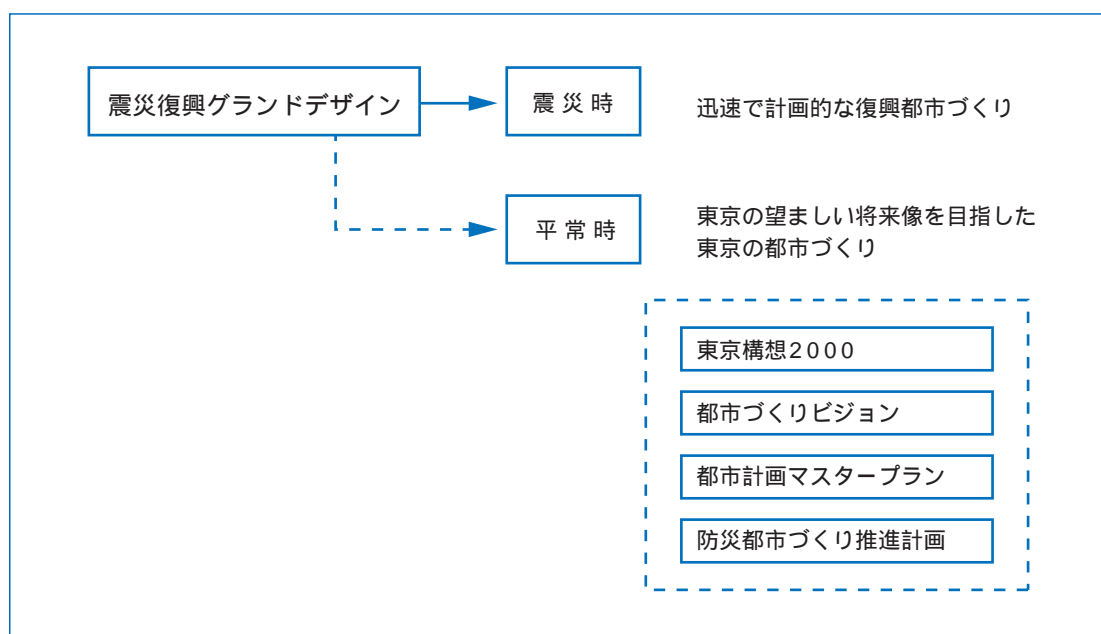 震災復興グランドデザイン
震災時
迅速で計画的な復興都市づくり
平常時
東京の望ましい将来像を目指した
東京の都市づくり
東京構想2000
都市づくりビジョン
都市計画マスタープラン
防災都市づくり推進計画